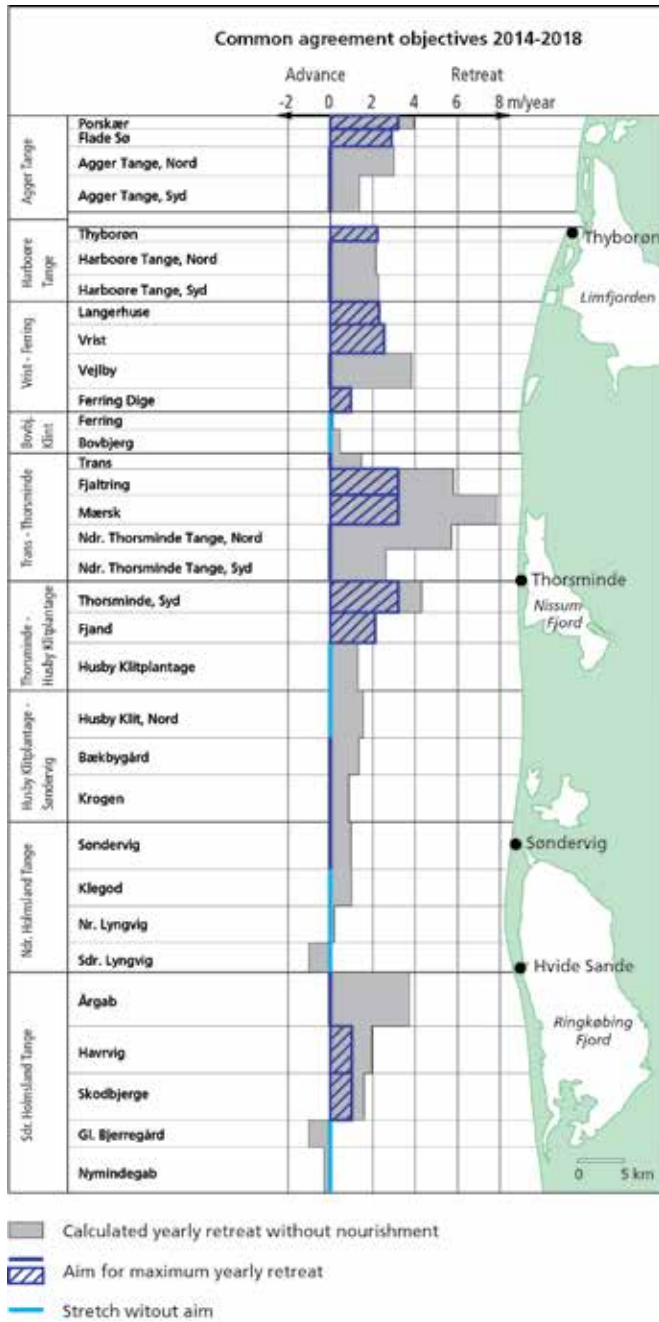 Common agreement objectives 2014-2018
Advance Retreat
-2 0 2 4 6 8 m/year
Agger Tange
Porskær
Flade Sø
Agger Tange, Nord
Agger Tange, Syd
Harboøre
Tange
Thyborøn
Harboøre Tange, Nord
Harboøre Tange, Syd
Vrist - Ferring
Langerhuse
Vrist
Vejlby
Ferring Dige
Bovbj.
Klint
Ferring
Bovbjerg
Trans - Thorsminde
Trans
Fjaltring
Mærsk
Ndr. Thorsminde Tange, Nord
Ndr. Thorsminde Tange, Syd
Thorsminde -
Husby Klitplantage
Thorsminde, Syd
Fjand
Husby Klitplantage
Husby Klitplantage -
Søndervig
Husby Klit, Nord
Bækbygård
Krogen
Ndr. Holmsland Tange
Søndervig
Klegod
Nr. Lyngvig
Sdr. Lyngvig
Sdr. Holmsland Tange
Årgab
Havrvig
Skodbjerge
Gl. Bjerregård
Nymindegab
Thyborøn
Limfjorden
Thorsminde
Nissum
Fjord
Søndervig
Hvide Sande
Ringkøbing
Fjord
0 5 km
Calculated yearly retreat without nourishment
Aim for maximum yearly retreat
Stretch witout aim